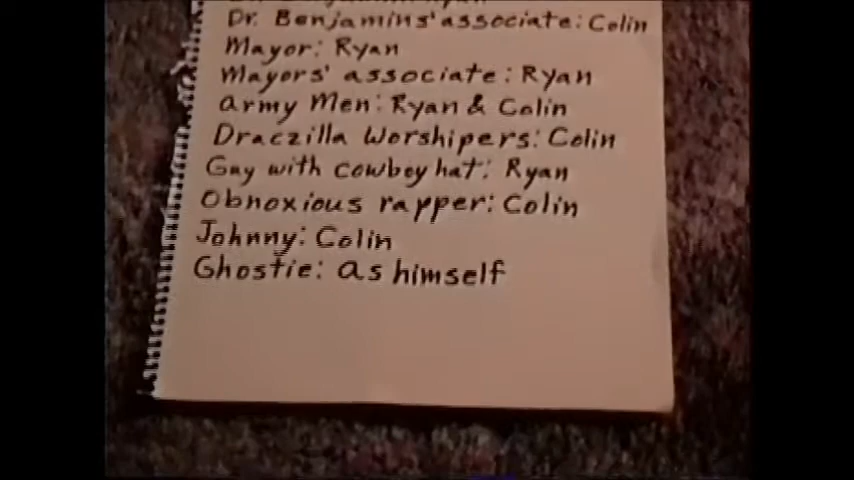 Dr. Benjamins' associate: Colin
Mayor: Ryan
Mayors' associate: Ryan
Army Men: Ryan & Colin
Draczilla Worshipers: Colin
Guy with cowboy hat: Ryan
Obnoxious rapper: Colin
Johnny: Colin
Ghostie: As himself